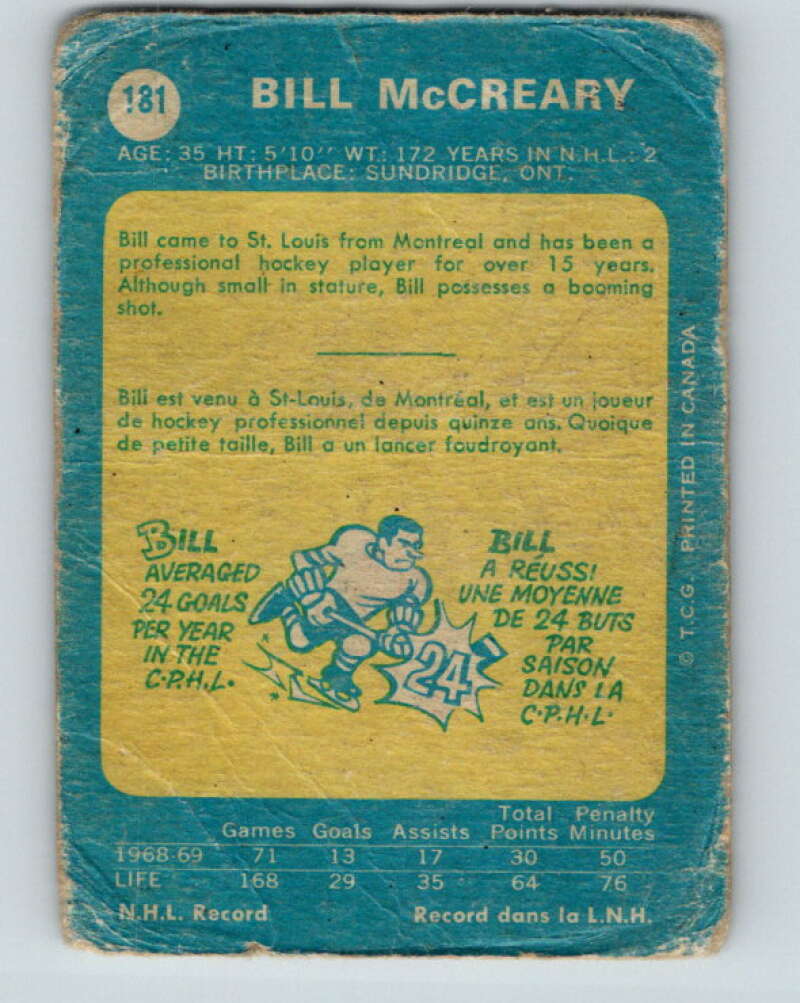 181
BILL McCREARY
AGE: 35 HT: 5'10" WT: 172 YEARS IN N.H.L.: 2
BIRTHPLACE: SUNDRIDGE, ONT.
Bill came to St. Louis from Montreal and has been a
professional hockey player for over 15 years.
Although small in stature, Bill possesses a booming
shot.
Bill est venu à St-Louis, de Montréal, et est un joueur
de hockey professionnel depuis quinze ans. Quoique
de petite taille, Bill a un lancer foudroyant.
BILL
AVERAGED
24 GOALS
PER YEAR
IN THE
C.P.H.L.
24
BILL
A RÉUSSI
UNE MOYENNE
DE 24 BUTS
PAR
SAISON
DANS LA
C.P.H.L.
© T.C.G. PRINTED IN CANADA
Games Goals Assists Total Points Penalty Minutes
1968-69 71 13 17 30 50
LIFE 168 29 35 64 76
N.H.L. Record Record dans la L.N.H.